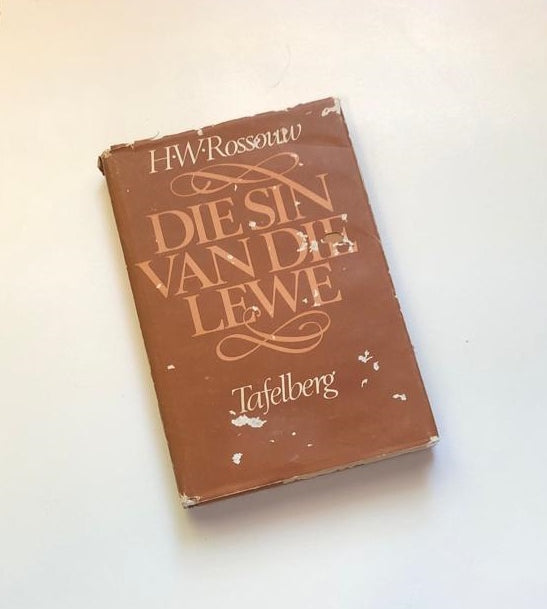 H·W·Rossouw
DIE SIN
VAN DIE
LEWE
Tafelberg